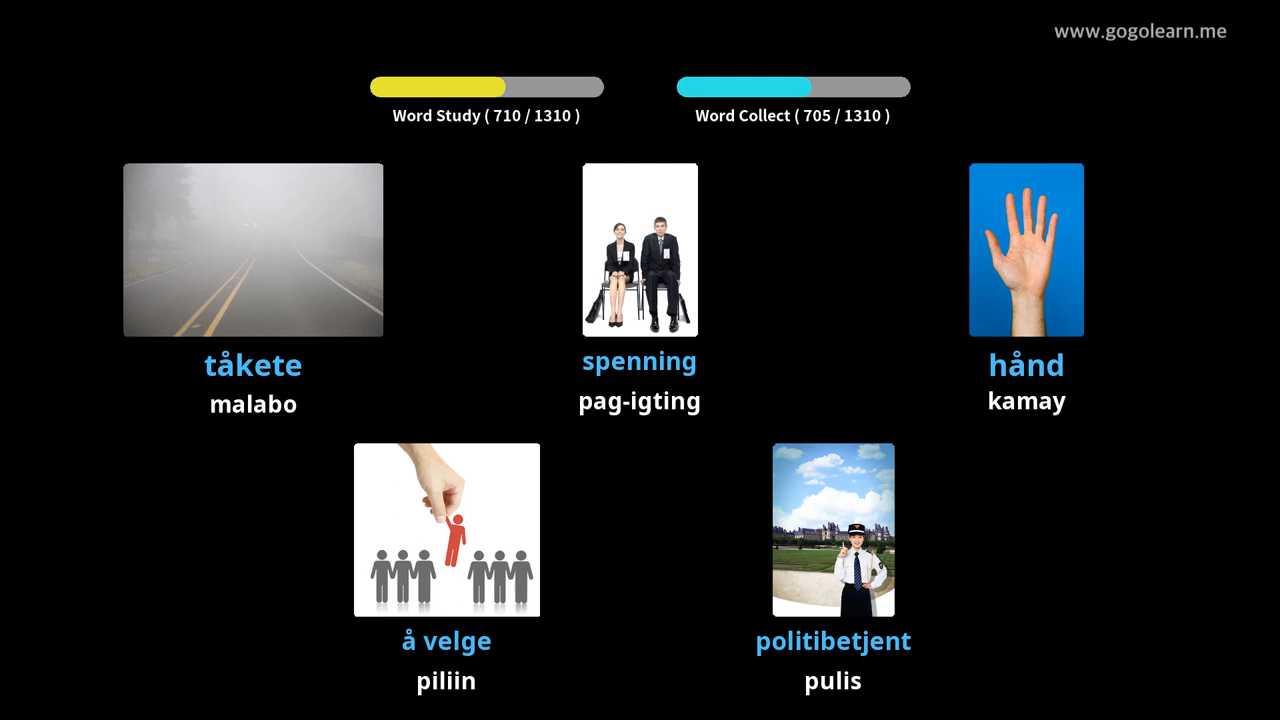 www.gogolearn.me
Word Study ( 710 / 1310 )
Word Collect ( 705 / 1310 )
tåkete
malabo
spenning
pag-igting
hånd
kamay
å velge
piliin
politibetjent
pulis